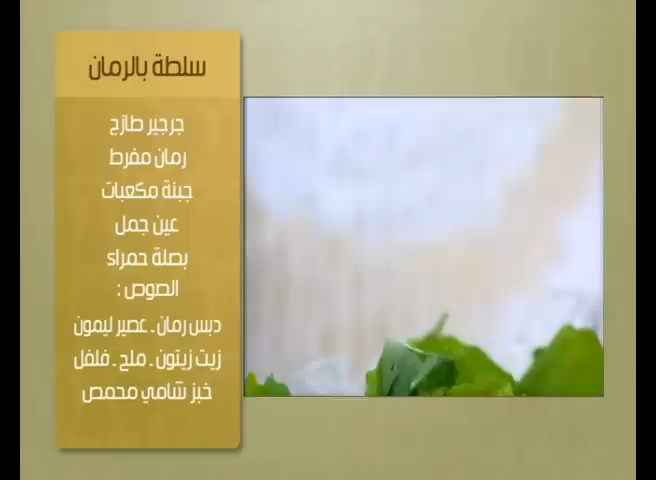 سلطة بالرمان
جرجير طازج
رمان مفرط
جبنة مكعبات
عين جمل
بصلة حمراء
الصوص :
دبس رمان . عصير ليمون
زيت زيتون . ملح . فلفل
خبز شامي محمص